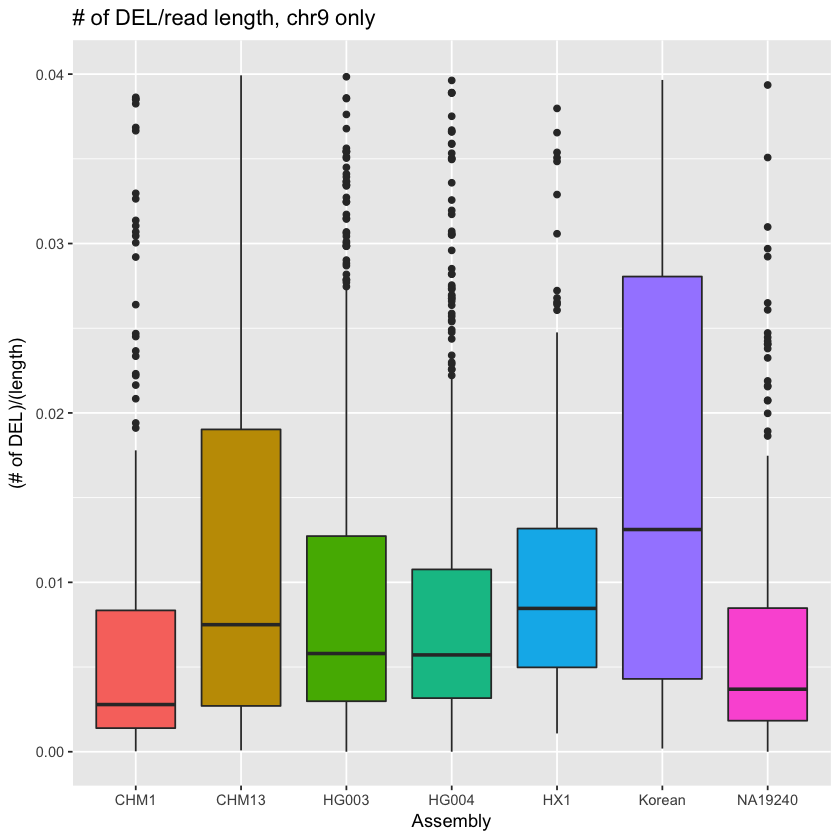 # of DEL/read length, chr9 only
(# of DEL)/(length)
0.04
0.03
0.02
0.01
0.00
CHM1 CHM13 HG003 HG004 HX1 Korean NA19240
Assembly